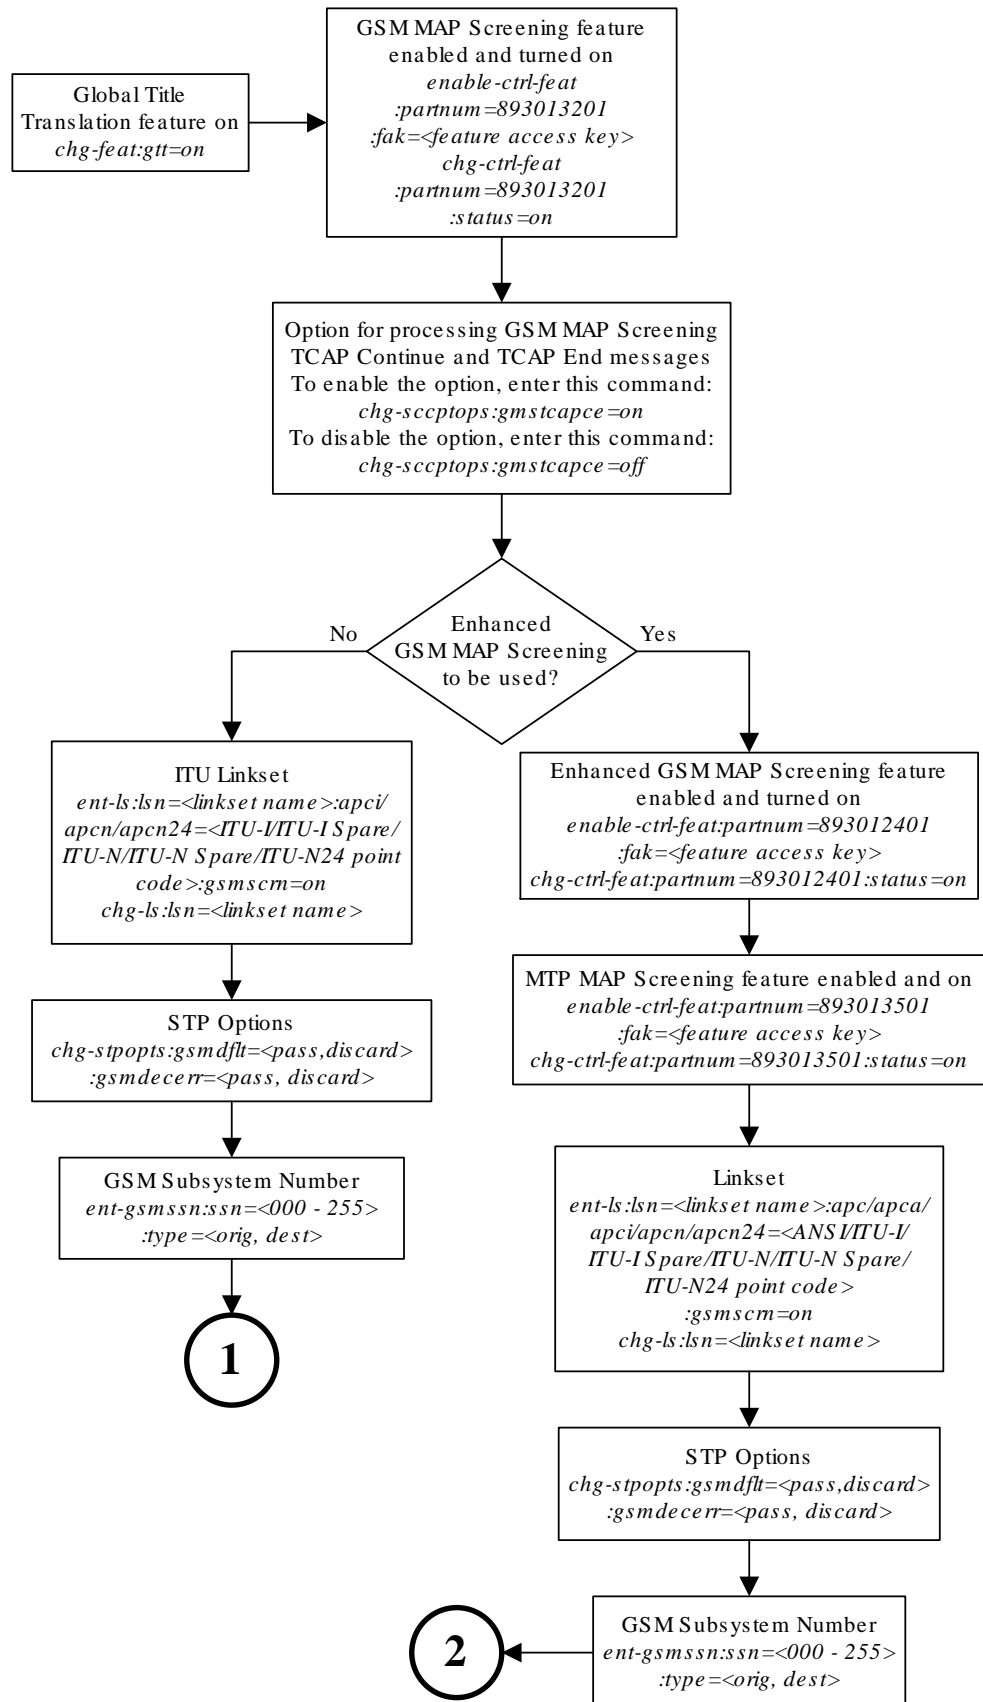 GSM MAP Screening feature
enabled and turned on
enable-ctrl-feat
:partnum=893013201
:fak=<feature access key>
chg-ctrl-feat
:partnum=893013201
:status=on
Global Title
Translation feature on
chg-feat:gtt=on
Option for processing GSM MAP Screening
TCAP Continue and TCAP End messages
To enable the option, enter this command:
chg-sccptops:gmstcapce=on
To disable the option, enter this command:
chg-sccptops:gmstcapce=off
Enhanced
GSM MAP Screening
to be used?
No
Yes
ITU Linkset
ent-ls:lsn=<linkset name>:apci/
apcn/apcn24=<ITU-I/ITU-I Spare/
ITU-N/ITU-N Spare/ITU-N24 point
code>:gsmscrn=on
chg-ls:lsn=<linkset name>
STP Options
chg-stpopts:gsmdflt=<pass,discard>
:gsmdecerr=<pass, discard>
GSM Subsystem Number
ent-gsmssn:ssn=<000 - 255>
:type=<orig, dest>
1
Enhanced GSM MAP Screening feature
enabled and turned on
enable-ctrl-feat:partnum=893012401
:fak=<feature access key>
chg-ctrl-feat:partnum=893012401:status=on
MTP MAP Screening feature enabled and on
enable-ctrl-feat:partnum=893013501
:fak=<feature access key>
chg-ctrl-feat:partnum=893013501:status=on
Linkset
ent-ls:lsn=<linkset name>:apc/apca/
apci/apcn/apcn24=<ANSI/ITU-I/
ITU-I Spare/ITU-N/ITU-N Spare/
ITU-N24 point code>
:gsmscrn=on
chg-ls:lsn=<linkset name>
STP Options
chg-stpopts:gsmdflt=<pass,discard>
:gsmdecerr=<pass, discard>
GSM Subsystem Number
ent-gsmssn:ssn=<000 - 255>
:type=<orig, dest>
2